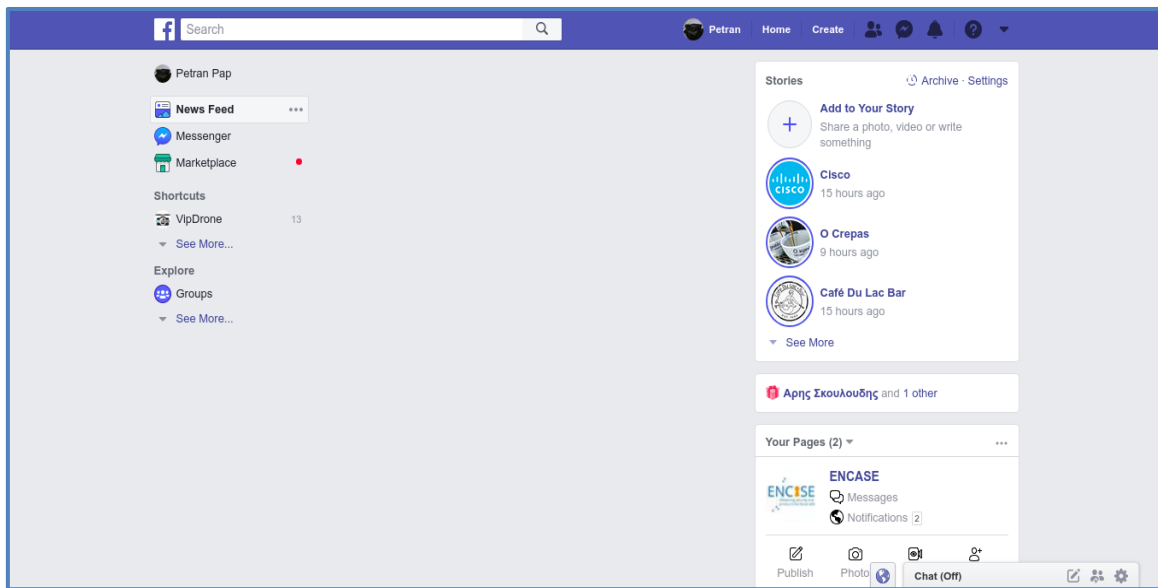 Search
Petran Home Create
Petran Pap
News Feed
Messenger
Marketplace
Shortcuts
VipDrone 13
See More...
Explore
Groups
See More...
Stories Archive · Settings
Add to Your Story
Share a photo, video or write
something
CISCO
Cisco
15 hours ago
O Crepas
9 hours ago
Café Du Lac Bar
15 hours ago
See More
Αρης Σκουλουδης and 1 other
Your Pages (2)
ENCASE
ENCASE
Messages
Notifications 2
Publish Photo
Chat (Off)